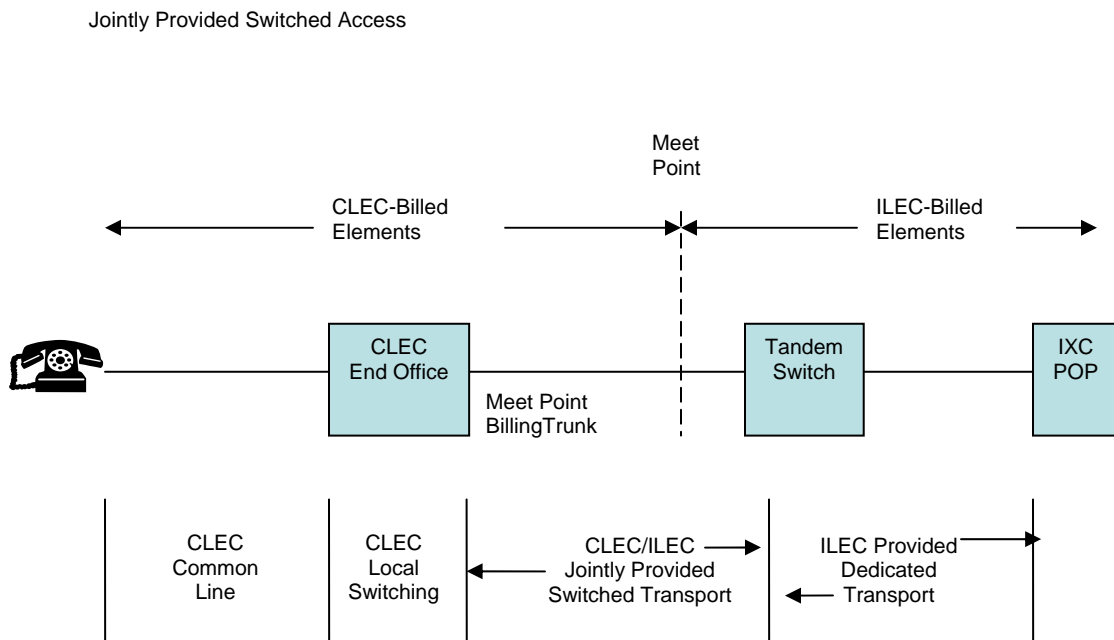 Jointly Provided Switched Access
Meet
Point
CLEC-Billed
Elements
ILEC-Billed
Elements
CLEC
End Office
Tandem
Switch
IXC
POP
Meet Point
BillingTrunk
CLEC
Common
Line
CLEC
Local
Switching
CLEC/ILEC
Jointly Provided
Switched Transport
ILEC Provided
Dedicated
Transport